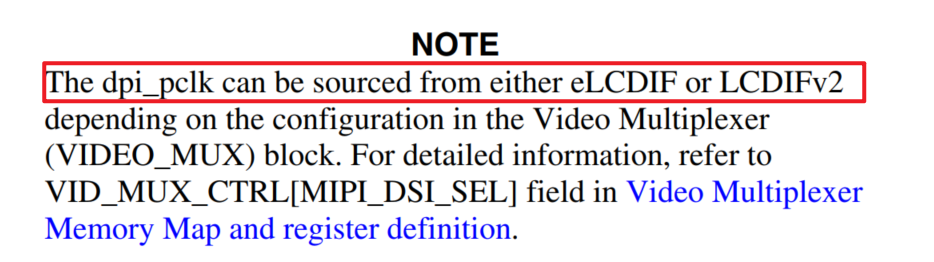 NOTE
The dpi_pclk can be sourced from either eLCDIF or LCDIFv2
depending on the configuration in the Video Multiplexer
(VIDEO_MUX) block. For detailed information, refer to
VID_MUX_CTRL[MIPI_DSI_SEL] field in Video Multiplexer
Memory Map and register definition.